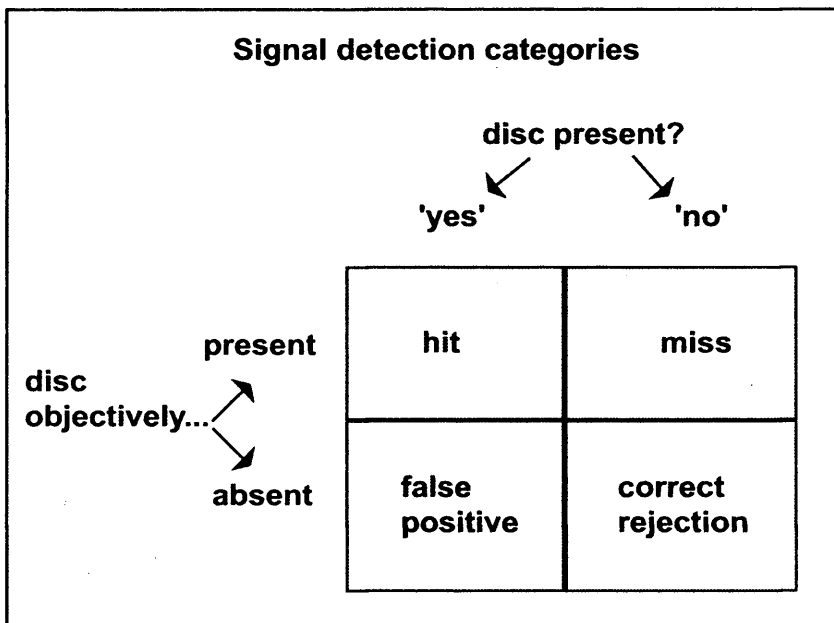 Signal detection categories
disc present?
'yes' 'no'
present hit miss
disc
objectively...
absent
false
positive
correct
rejection